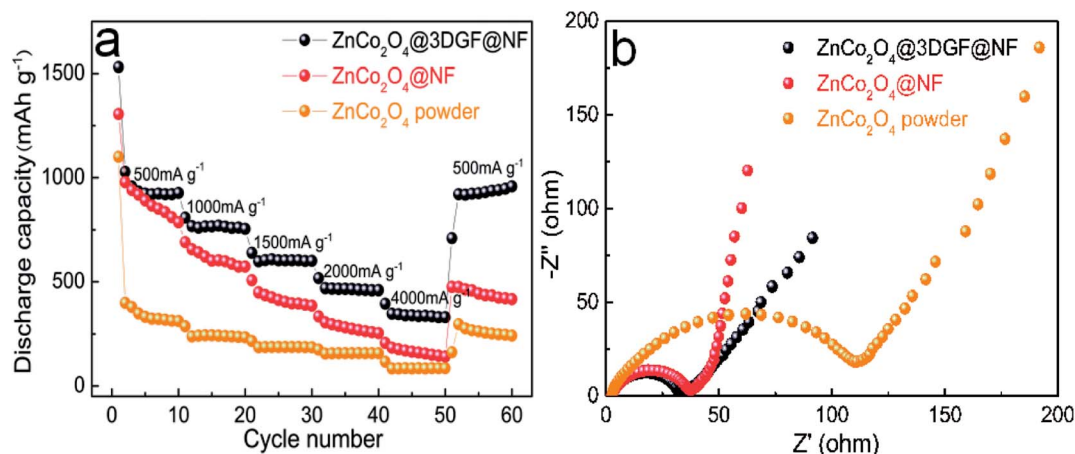 a
ZnCo₂O₄@3DGF@NF
ZnCo₂O₄@NF
ZnCo₂O₄ powder
1500
1000
500
0
500mA g⁻¹
1000mA g⁻¹
1500mA g⁻¹
2000mA g⁻¹
4000mA g⁻¹
500mA g⁻¹
0 10 20 30 40 50 60
Cycle number
Discharge capacity (mAh g⁻¹)
b
ZnCo₂O₄@3DGF@NF
ZnCo₂O₄@NF
ZnCo₂O₄ powder
-200
-150
-100
-50
0
0 50 100 150 200
Z' (ohm)
-Z'' (ohm)